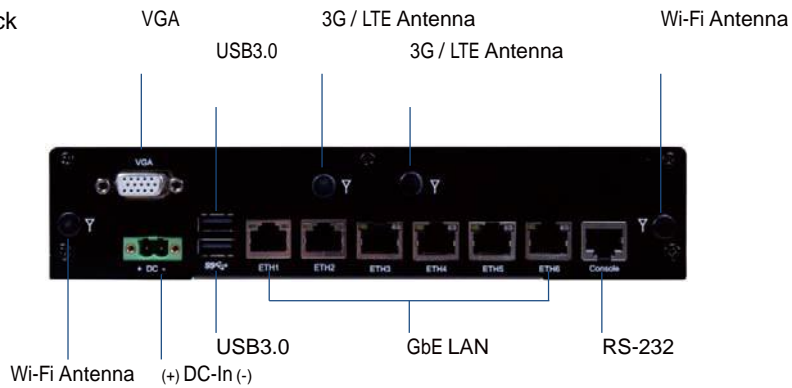 ck
VGA
3G / LTE Antenna
Wi-Fi Antenna
USB3.0
3G / LTE Antenna
VGA
+ DC -
ETH1
ETH2
ETH3
ETH4
ETH5
ETH6
Console
USB3.0
GbE LAN
RS-232
Wi-Fi Antenna
(+) DC-In (-)